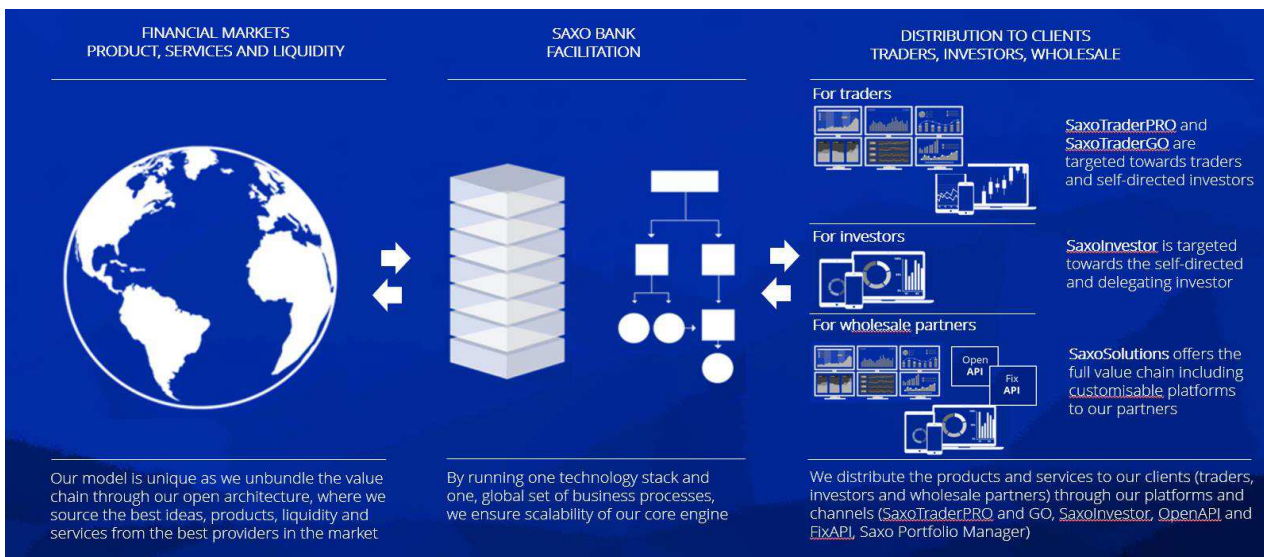 FINANCIAL MARKETS
PRODUCT, SERVICES AND LIQUIDITY
SAXO BANK
FACILITATION
DISTRIBUTION TO CLIENTS
TRADERS, INVESTORS, WHOLESALE
For traders
SaxoTraderPRO and
SaxoTraderGO are
targeted towards traders
and self-directed investors
For investors
SaxoInvestor is targeted
towards the self-directed
and delegating investor
For wholesale partners
Open
API
Fix
API
SaxoSolutions offers the
full value chain including
customisable platforms
to our partners
Our model is unique as we unbundle the value
chain through our open architecture, where we
source the best ideas, products, liquidity and
services from the best providers in the market
By running one technology stack and
one, global set of business processes,
we ensure scalability of our core engine
We distribute the products and services to our clients (traders,
investors and wholesale partners) through our platforms and
channels (SaxoTraderPRO and GO, SaxoInvestor, OpenAPI and
FixAPI, Saxo Portfolio Manager)